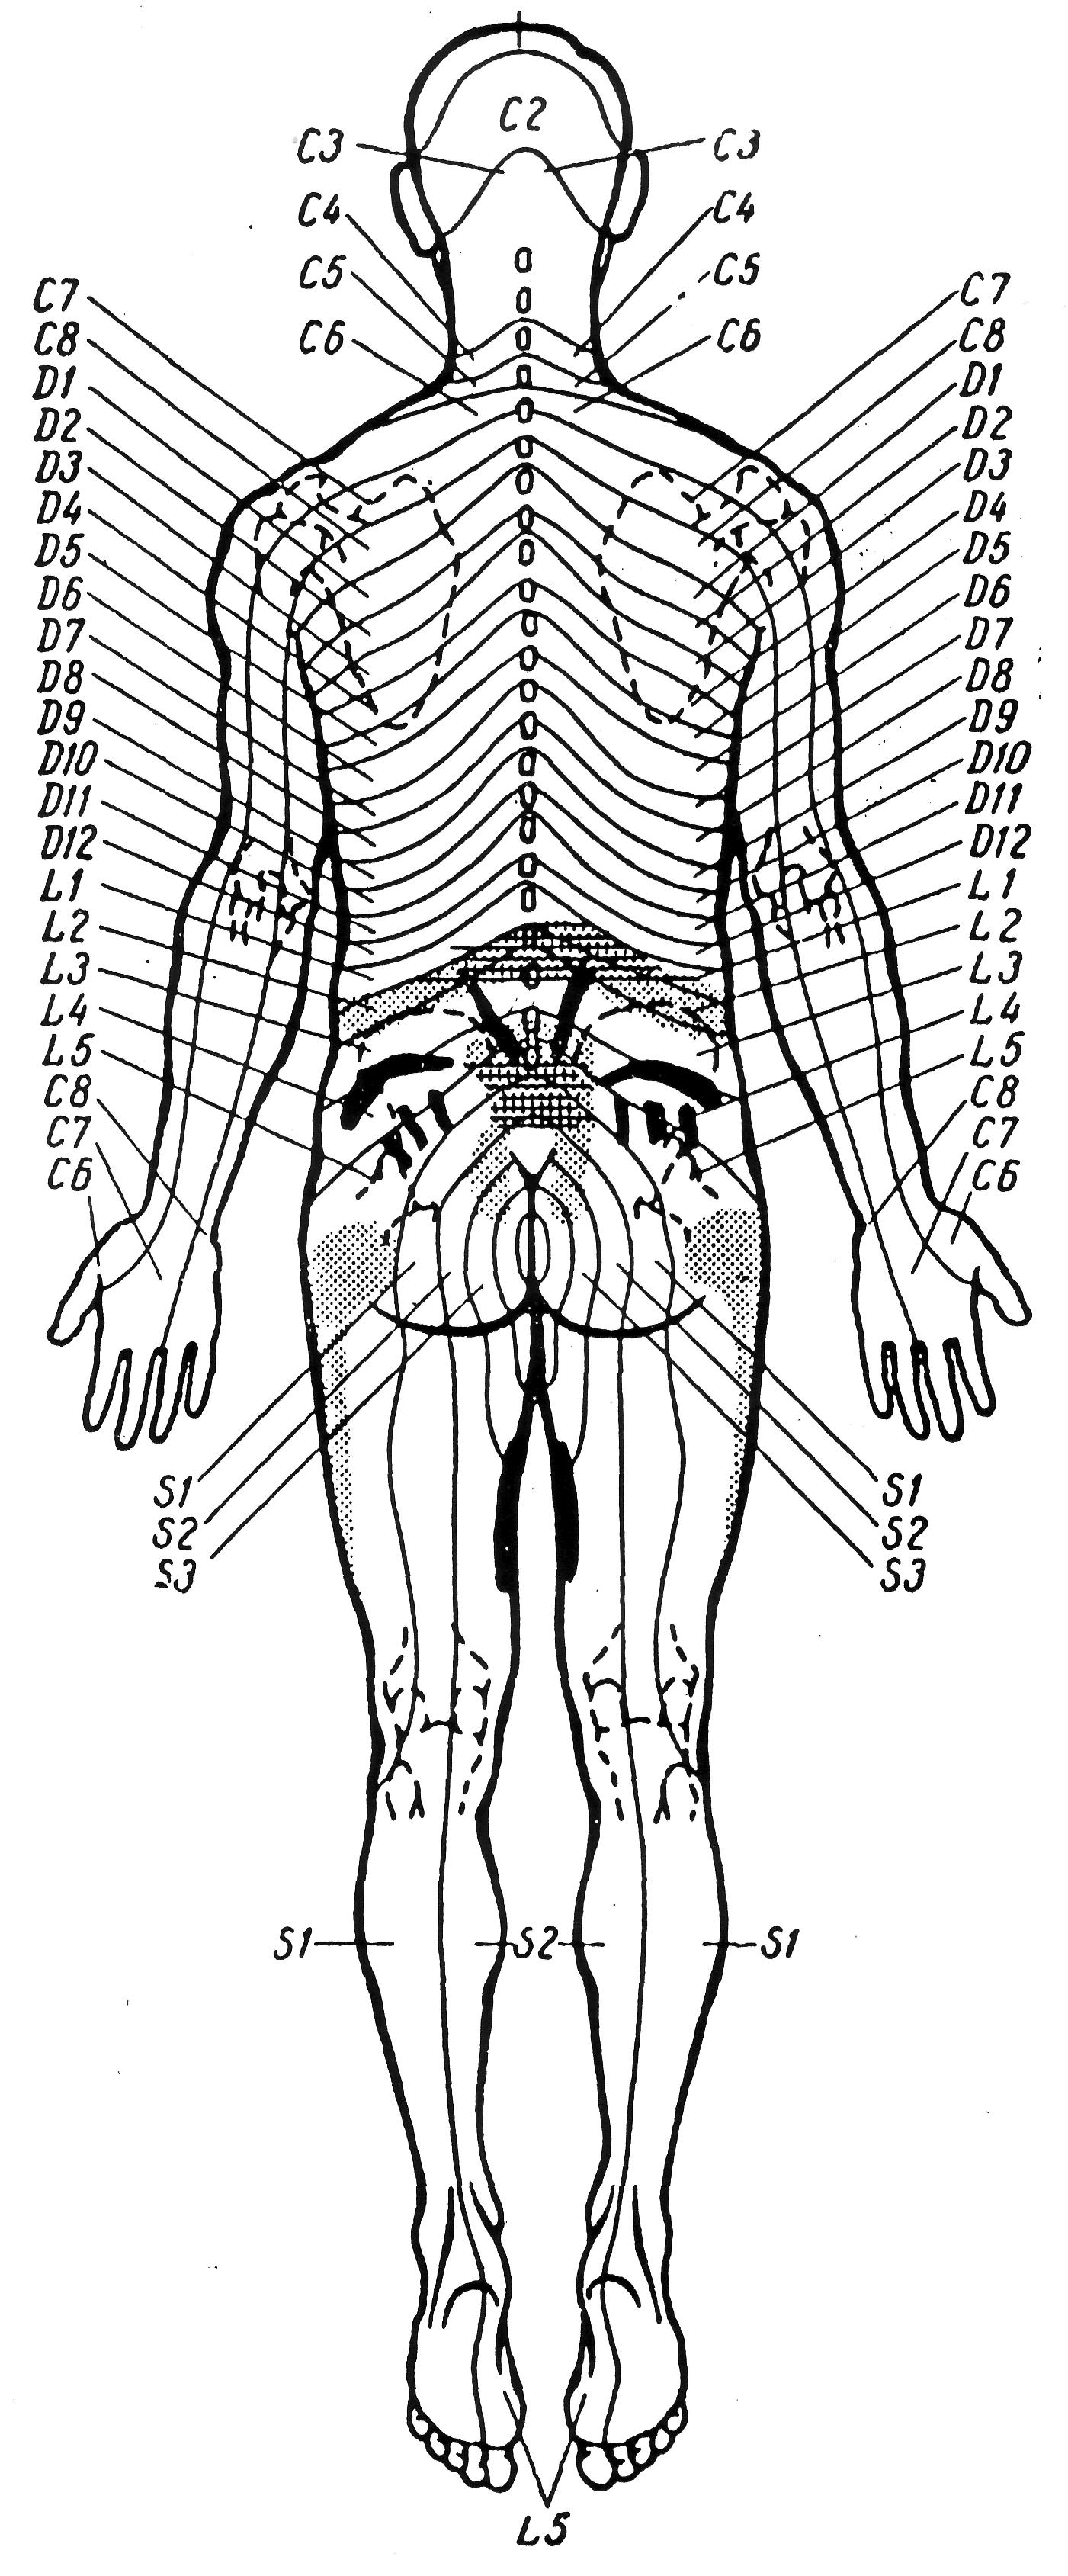 C2
C3 C3
C4 C4
C5 C5
C7 C7
C6 C6
C8 C8
D1 D1
D2 D2
D3 D3
D4 D4
D5 D5
D6 D6
D7 D7
D8 D8
D9 D9
D10 D10
D11 D11
D12 D12
L1 L1
L2 L2
L3 L3
L4 L4
L5 L5
C8 C8
C7 C7
C6 C6
S1 S1
S2 S2
S3 S3
S1 S2 S1
L5